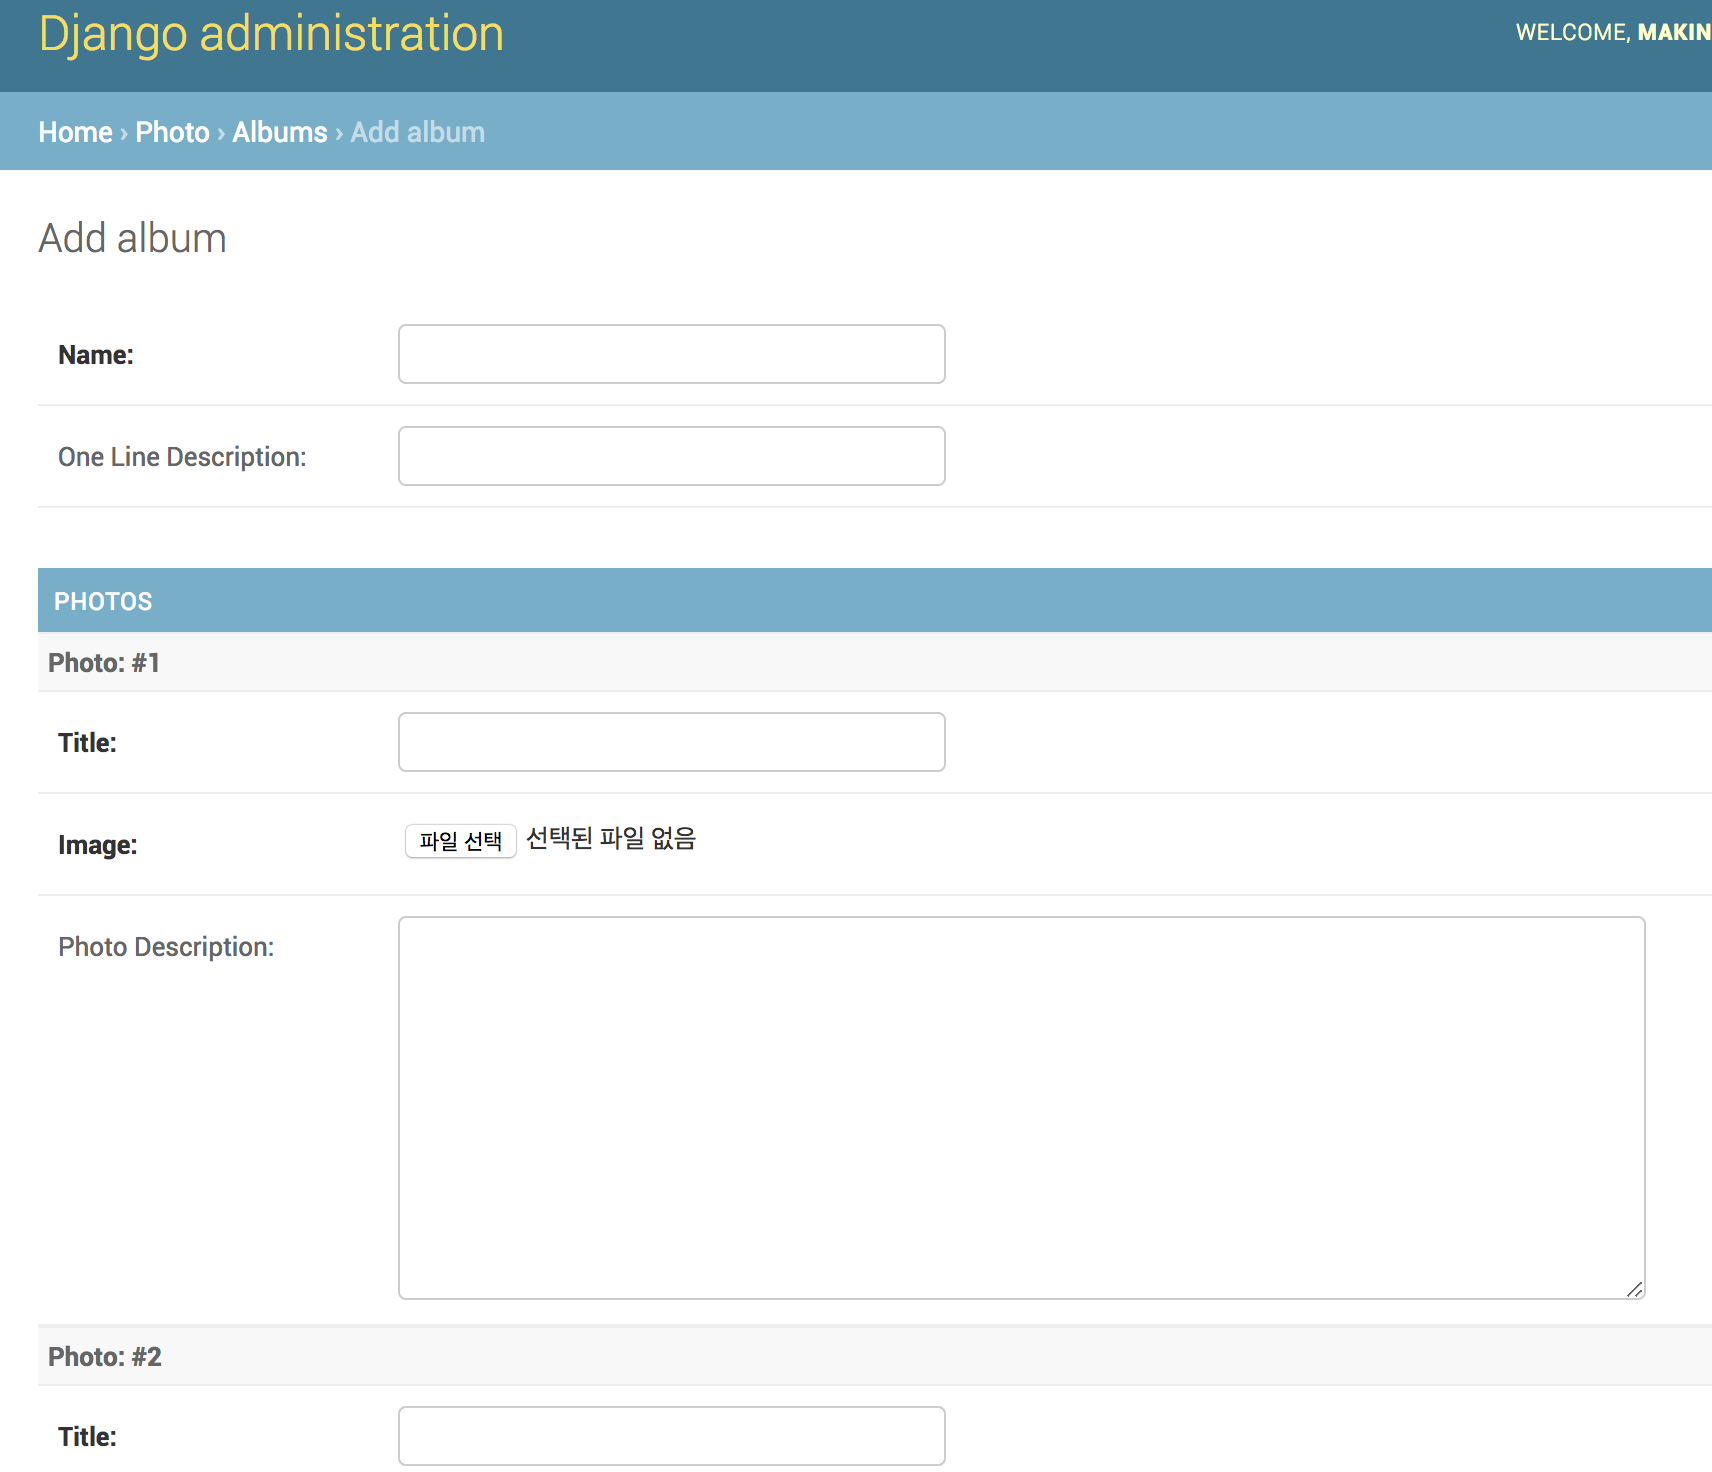 Django administration
WELCOME, MAKIN
Home › Photo › Albums › Add album
Add album
Name:
One Line Description:
PHOTOS
Photo: #1
Title:
Image:
파일 선택 선택된 파일 없음
Photo Description:
Photo: #2
Title: